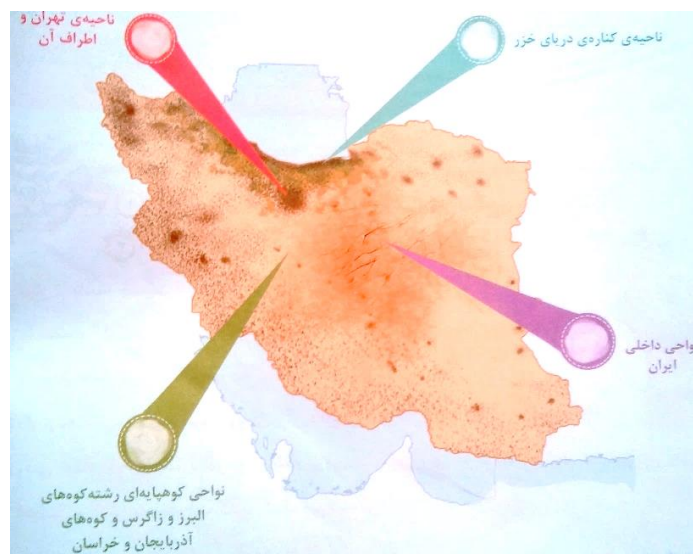 ناحیه‌ی کناره‌ی دریای خزر
ناحیه‌ی تهران و
اطراف آن
نواحی داخلی
ایران
نواحی کوهپایه‌ای رشته‌کوه‌های
البرز و زاگرس و کوه‌های
آذربایجان و خراسان